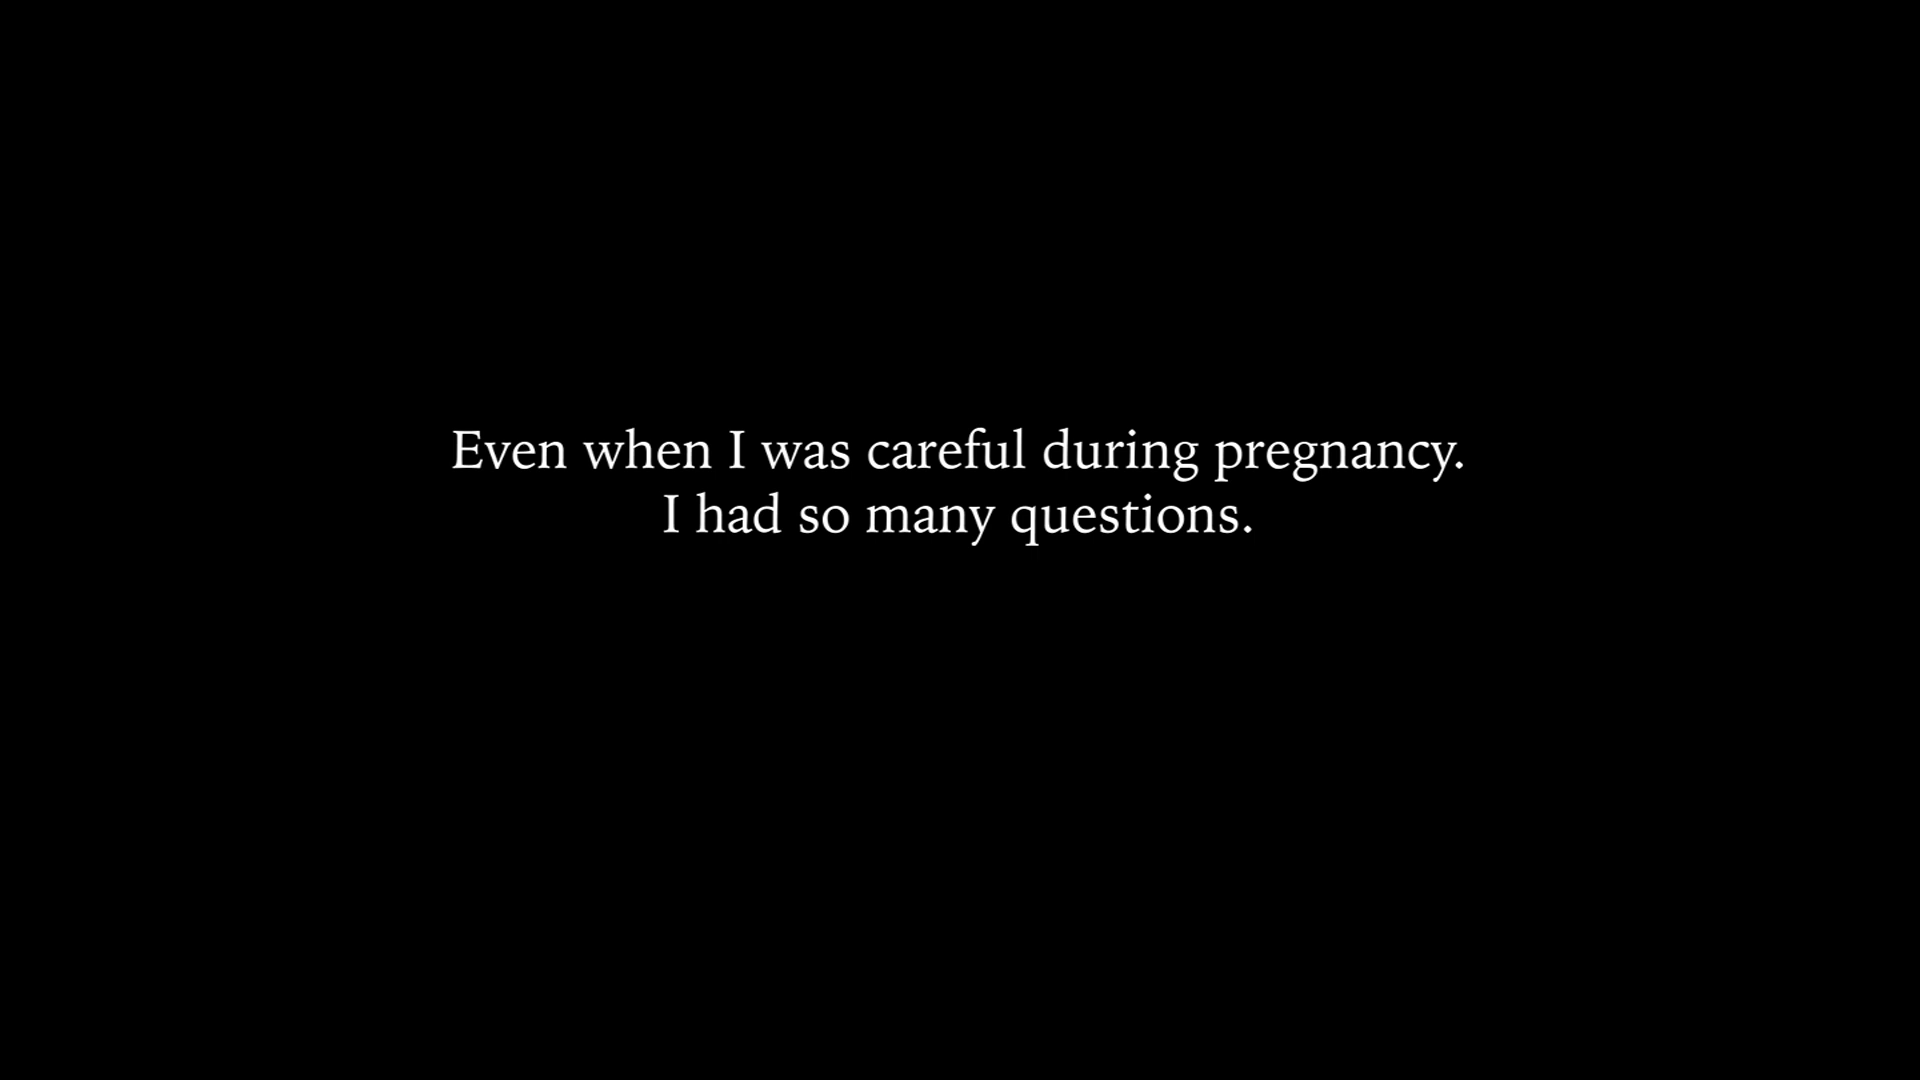 Even when I was careful during pregnancy.
I had so many questions.